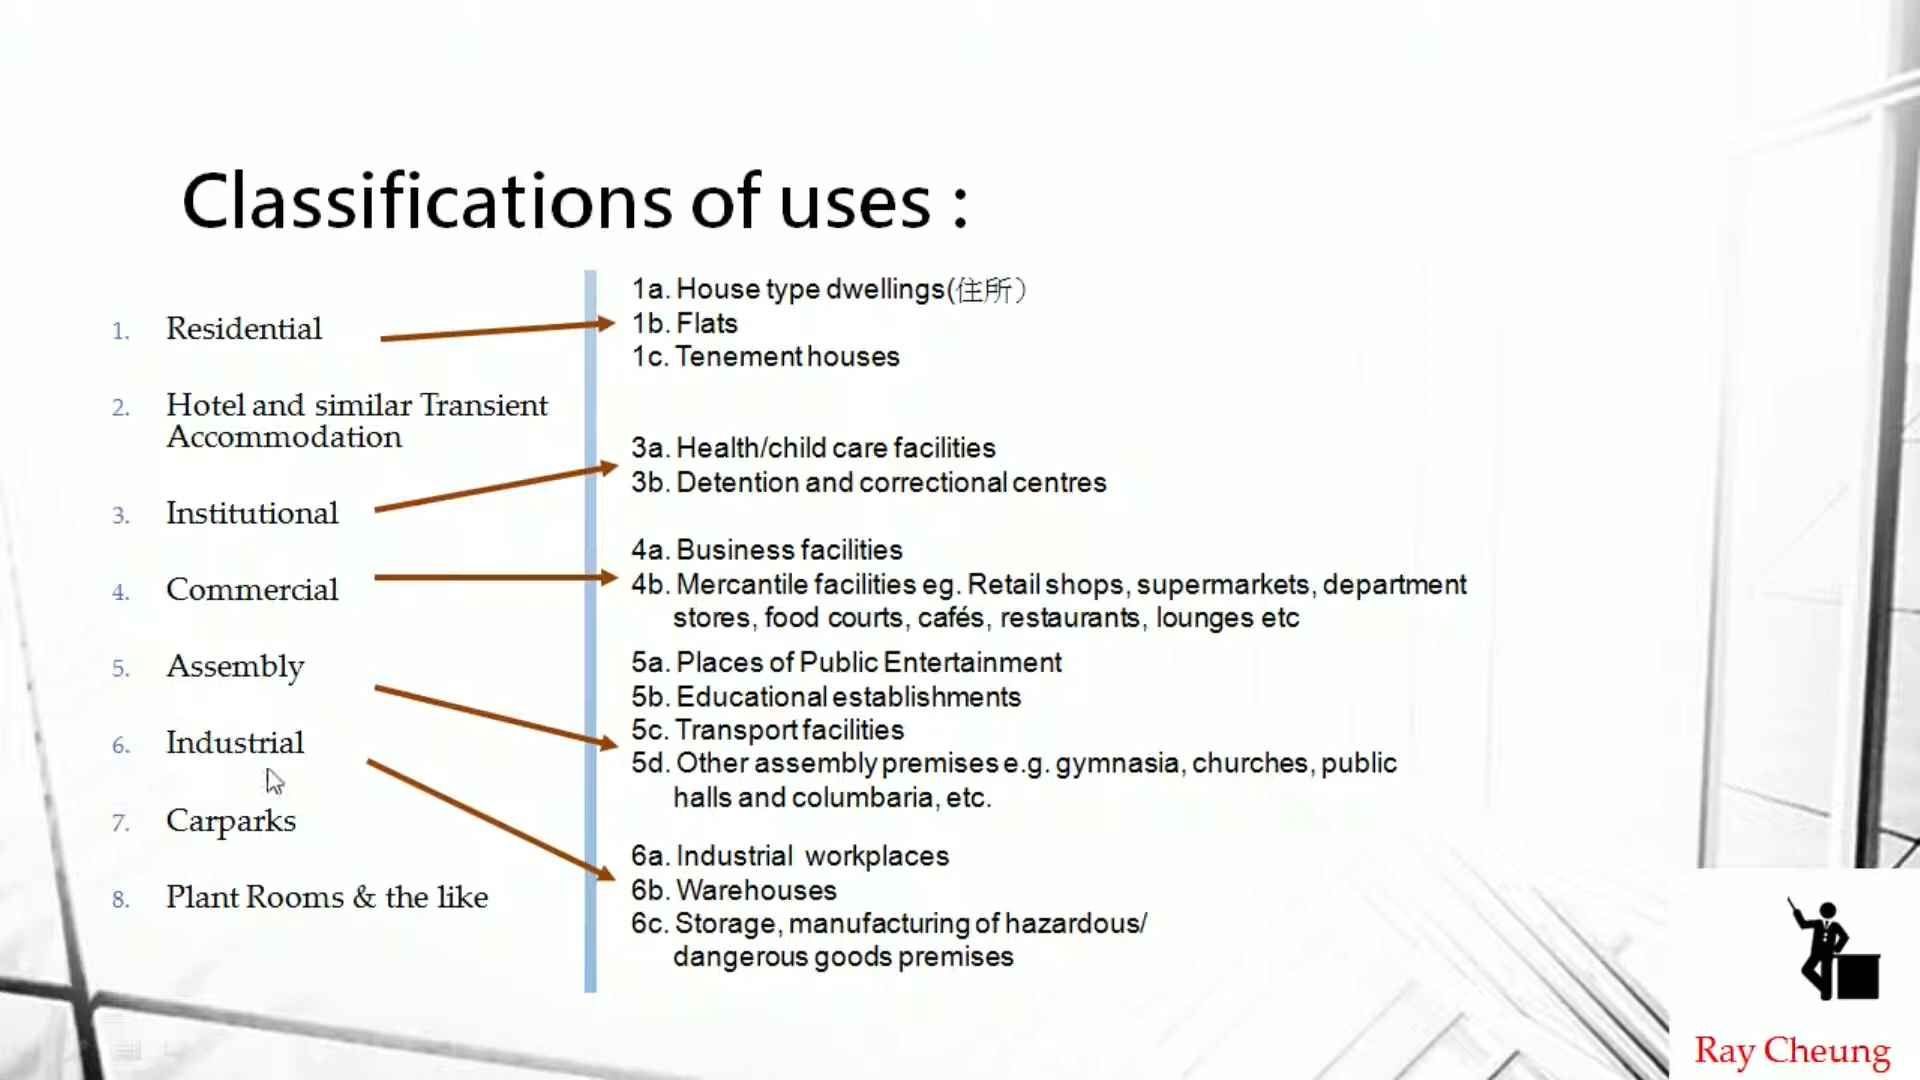 Classifications of uses :
1. Residential
2. Hotel and similar Transient
Accommodation
3. Institutional
4. Commercial
5. Assembly
6. Industrial
7. Carparks
8. Plant Rooms & the like
1a. House type dwellings(住所）
1b. Flats
1c. Tenement houses
3a. Health/child care facilities
3b. Detention and correctional centres
4a. Business facilities
4b. Mercantile facilities eg. Retail shops, supermarkets, department
stores, food courts, cafés, restaurants, lounges etc
5a. Places of Public Entertainment
5b. Educational establishments
5c. Transport facilities
5d. Other assembly premises e.g. gymnasia, churches, public
halls and columbaria, etc.
6a. Industrial workplaces
6b. Warehouses
6c. Storage, manufacturing of hazardous/
dangerous goods premises
Ray Cheung